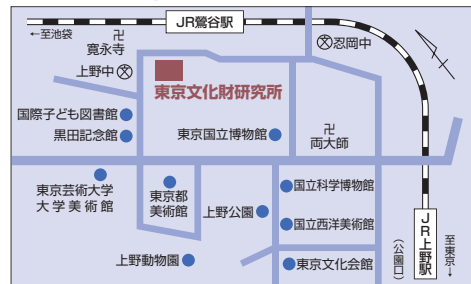 JR鶯谷駅
←至池袋
卍
寛永寺
上野中
忍岡中
東京文化財研究所
国際子ども図書館
黒田記念館
東京国立博物館
卍
両大師
東京芸術大学
大学美術館
東京都
美術館
上野公園
国立科学博物館
国立西洋美術館
上野動物園
東京文化会館
JR上野駅
(公園口)
至東京→